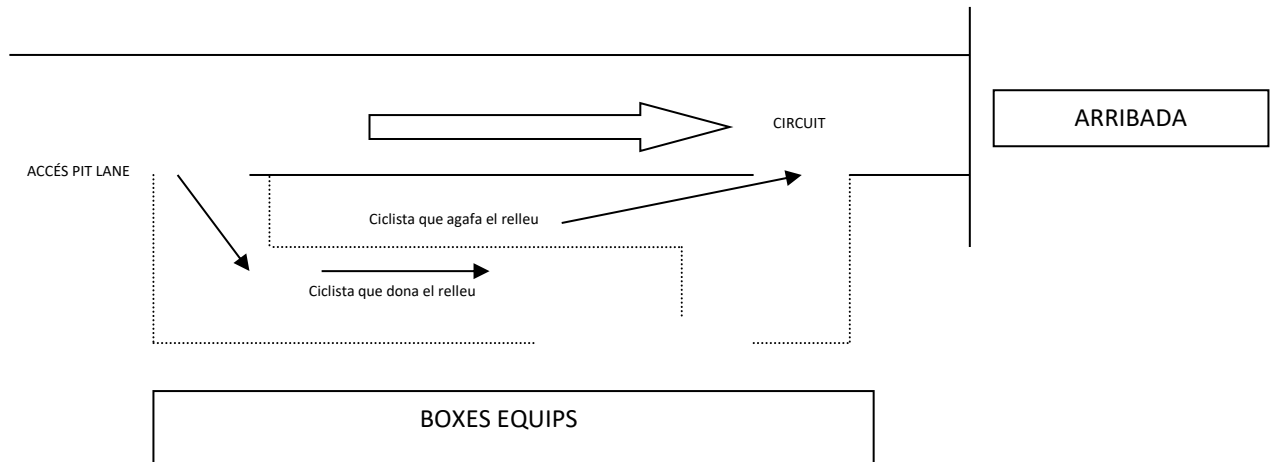 ARRIBADA
CIRCUIT
ACCÉS PIT LANE
Ciclista que agafa el relleu
Ciclista que dona el relleu
BOXES EQUIPS